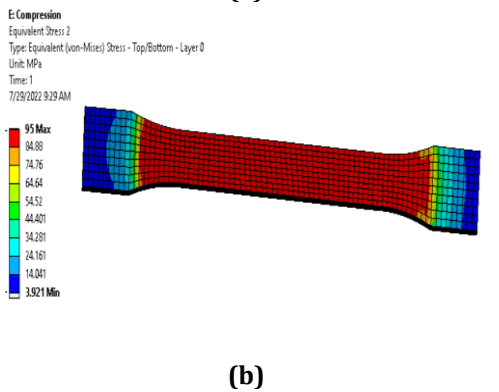 E: Compression
Equivalent Stress 2
Type: Equivalent (von-Mises) Stress - Top/Bottom - Layer 0
Unit: MPa
Time: 1
7/29/2022 9:29 AM
95 Max
84.88
74.76
64.64
54.52
44.401
34.281
24.161
14.041
3.921 Min
(b)